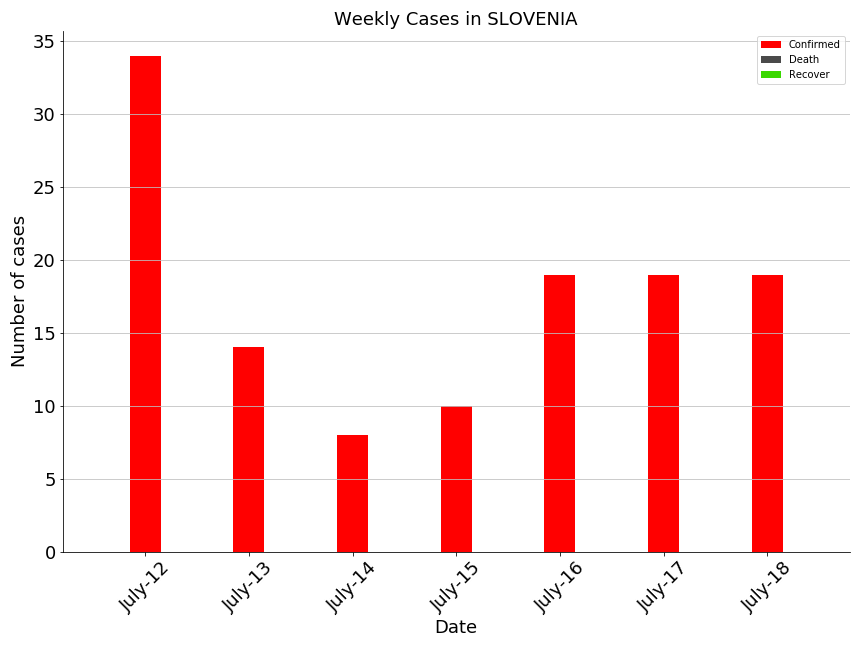 Weekly Cases in SLOVENIA
Confirmed
Death
Recover
Number of cases
35
30
25
20
15
10
5
0
July-12
July-13
July-14
July-15
July-16
July-17
July-18
Date